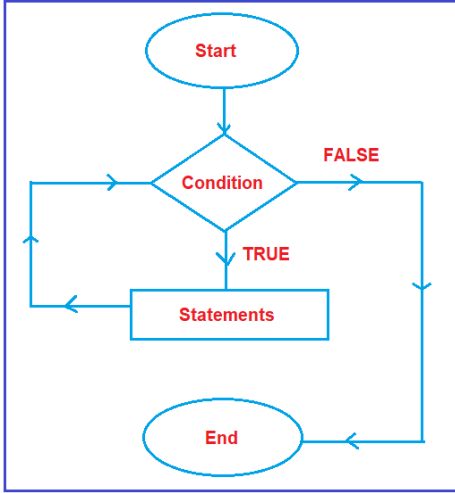 Start
FALSE
Condition
TRUE
Statements
End